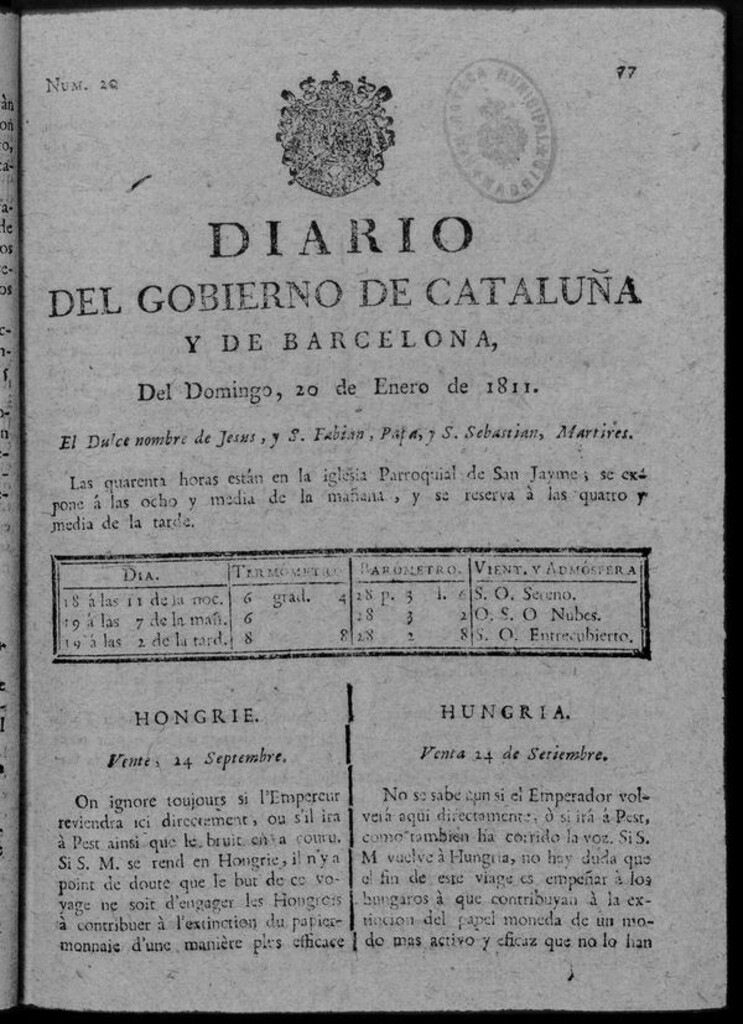 NUM. 20
77
HEMEROTECA MUNICIPAL
MADRID
DIARIO
DEL GOBIERNO DE CATALUÑA
Y DE BARCELONA,
Del Domingo, 20 de Enero de 1811.
El Dulce nombre de Jesus, y S. Fabian, Papa, y S. Sebastian, Martires.
Las quarenta horas están en la iglesia Parroquial de San Jayme; se ex-
pone á las ocho y media de la mañana, y se reserva à las quatro y
media de la tarde.
DIA. TERMOMETRO. BAROMETRO. VIENT. Y ADMÓSFERA
18 á las 11 de la noc. 6 grad. 4 28 p. 3 l. 6 S. O. Sereno.
19 á las 7 de la mañ. 6 28 3 2 O. S. O Nubes.
19 á las 2 de la tard. 8 8 28 2 8 S. O. Entrecubierto.
HONGRIE.
Vente, 24 Septembre.
On ignore toujours si l'Empereur
reviendra ici directement, ou s'il ira
à Pest ainsi que le bruit en a couru.
Si S. M. se rend en Hongrie, il n'y a
point de doute que le but de ce vo-
yage ne soit d'engager les Hongrois
à contribuer à l'extinction du papier-
monnaie d'une manière plus efficace
HUNGRIA.
Venta 24 de Setiembre.
No se sabe aun si el Emperador vol-
verá aqui directamente, ò si irá á Pest,
como tambien ha corrido la voz. Si S.
M vuelve à Hungria, no hay duda que
el fin de este viage es empeñar à los
hungaros à que contribuyan à la ex-
tincion del papel moneda de un mo-
do mas activo y eficaz que no lo han